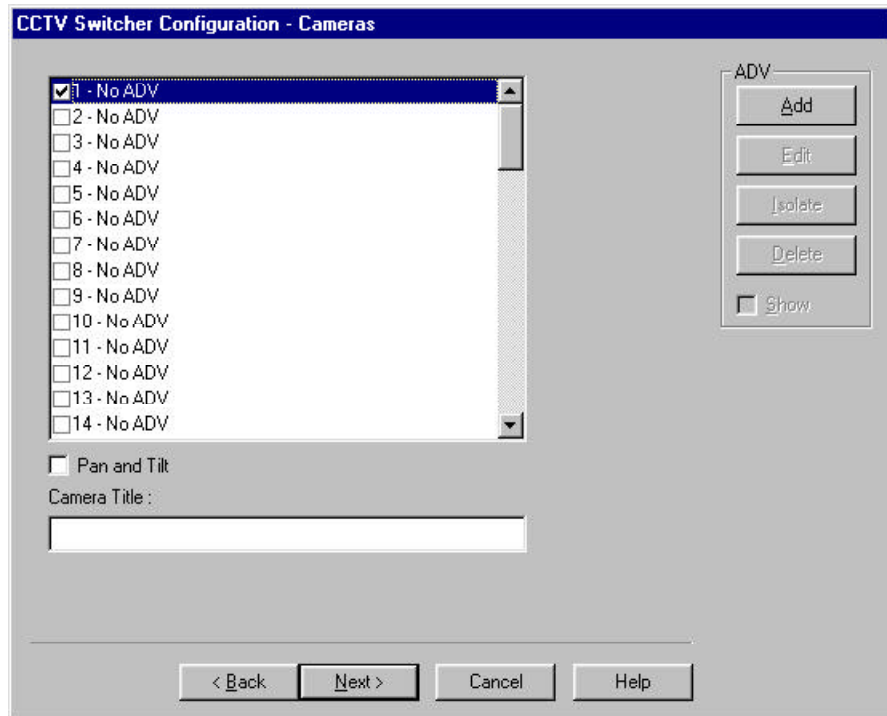 CCTV Switcher Configuration - Cameras
1 - No ADV
2 - No ADV
3 - No ADV
4 - No ADV
5 - No ADV
6 - No ADV
7 - No ADV
8 - No ADV
9 - No ADV
10 - No ADV
11 - No ADV
12 - No ADV
13 - No ADV
14 - No ADV
Pan and Tilt
Camera Title :
ADV
Add
Edit
Isolate
Delete
Show
< Back
Next >
Cancel
Help